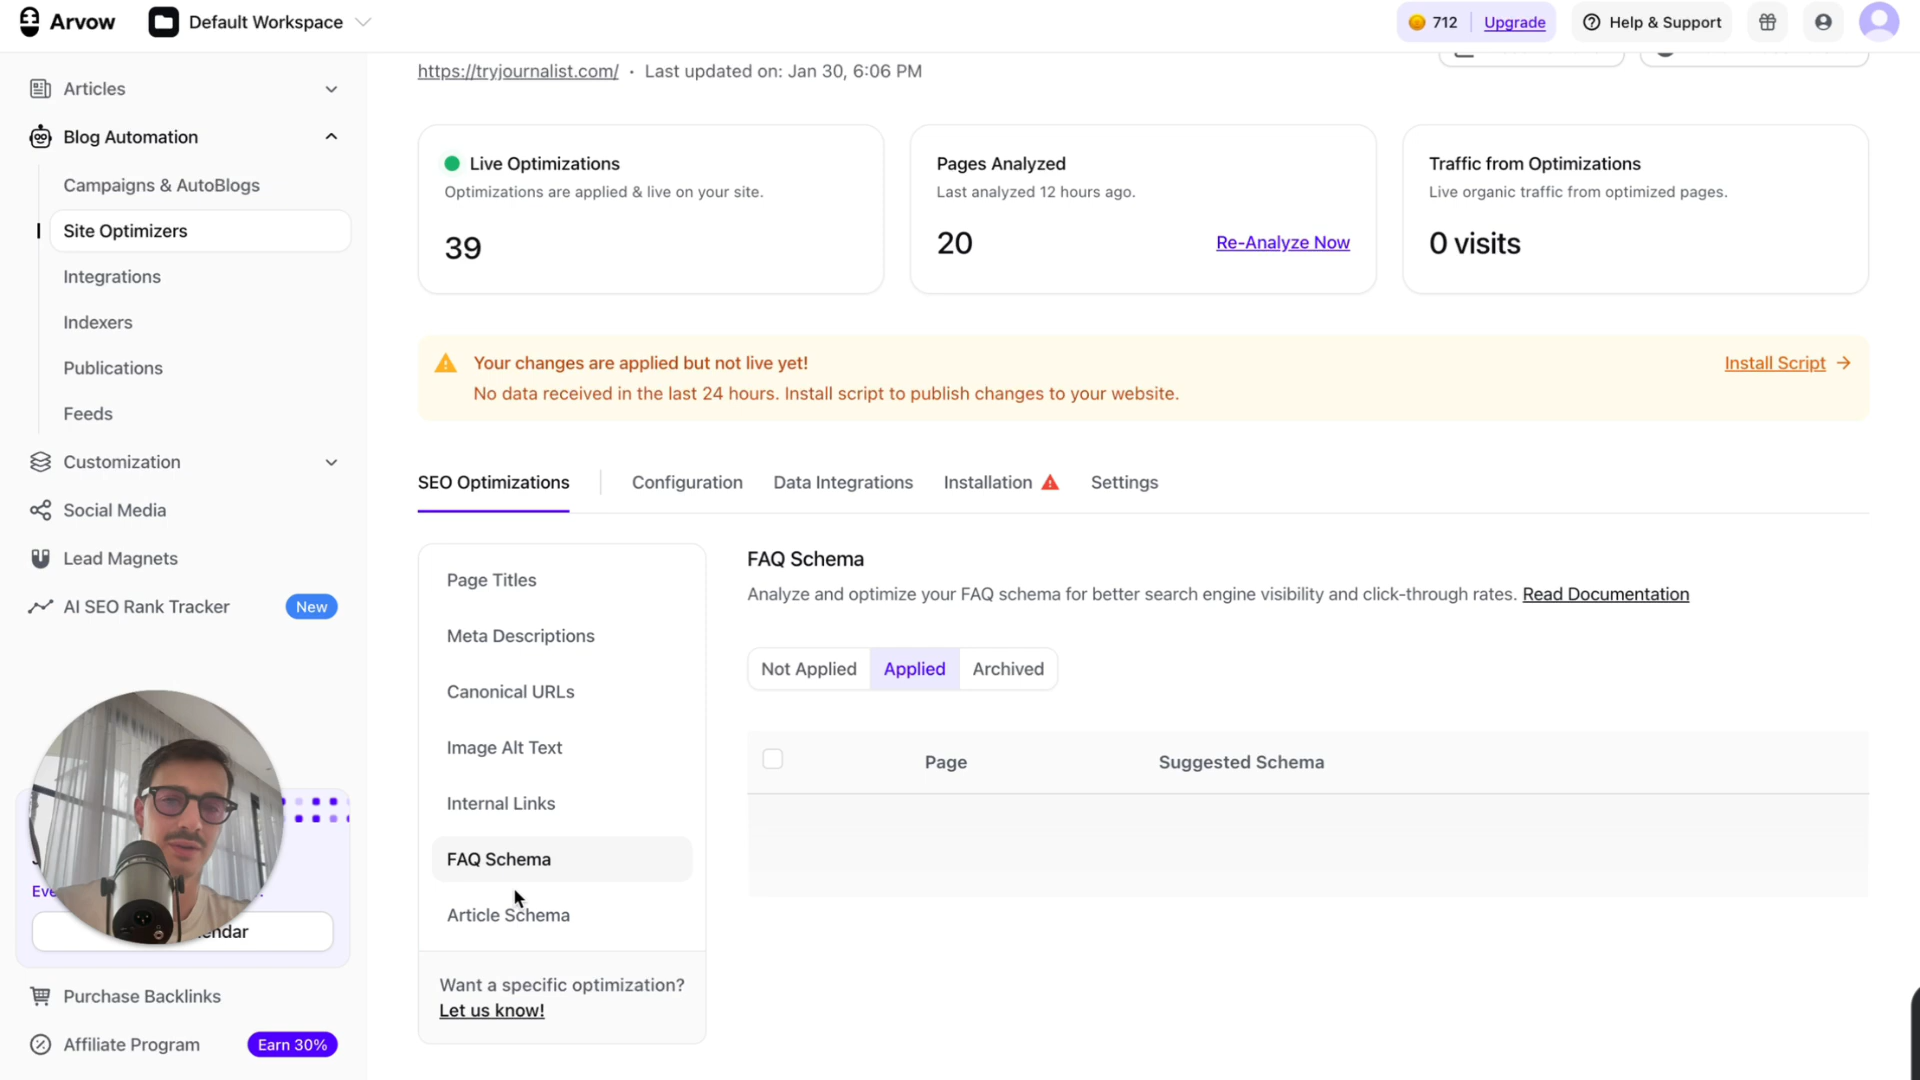 Arvow
Default Workspace
712
Upgrade
Help & Support
Articles
Blog Automation
Campaigns & AutoBlogs
Site Optimizers
Integrations
Indexers
Publications
Feeds
Customization
Social Media
Lead Magnets
AI SEO Rank Tracker
New
Eve
endar
Purchase Backlinks
Affiliate Program
Earn 30%
https://tryjournalist.com/ • Last updated on: Jan 30, 6:06 PM
Live Optimizations
Optimizations are applied & live on your site.
39
Pages Analyzed
Last analyzed 12 hours ago.
20
Re-Analyze Now
Traffic from Optimizations
Live organic traffic from optimized pages.
0 visits
Your changes are applied but not live yet!
No data received in the last 24 hours. Install script to publish changes to your website.
Install Script →
SEO Optimizations
Configuration
Data Integrations
Installation
Settings
Page Titles
Meta Descriptions
Canonical URLs
Image Alt Text
Internal Links
FAQ Schema
Article Schema
Want a specific optimization?
Let us know!
FAQ Schema
Analyze and optimize your FAQ schema for better search engine visibility and click-through rates. Read Documentation
Not Applied
Applied
Archived
Page
Suggested Schema